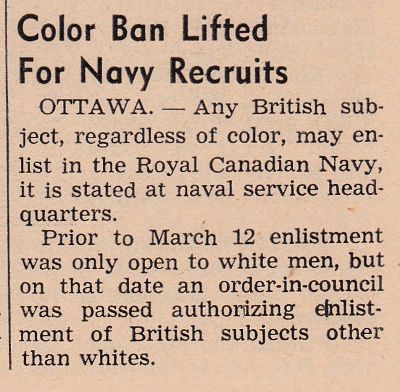 Color Ban Lifted
For Navy Recruits
OTTAWA. — Any British sub-
ject, regardless of color, may en-
list in the Royal Canadian Navy,
it is stated at naval service head-
quarters.
Prior to March 12 enlistment
was only open to white men, but
on that date an order-in-council
was passed authorizing enlist-
ment of British subjects other
than whites.